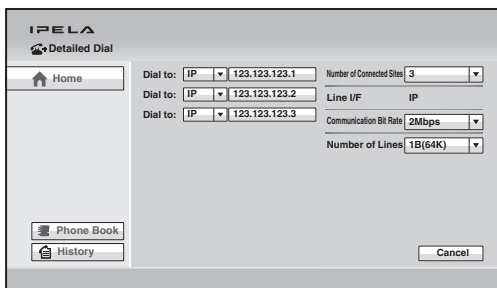 IPELA
Detailed Dial
Home
Dial to: IP 123.123.123.1
Dial to: IP 123.123.123.2
Dial to: IP 123.123.123.3
Number of Connected Sites 3
Line I/F IP
Communication Bit Rate 2Mbps
Number of Lines 1B(64K)
Phone Book
History
Cancel